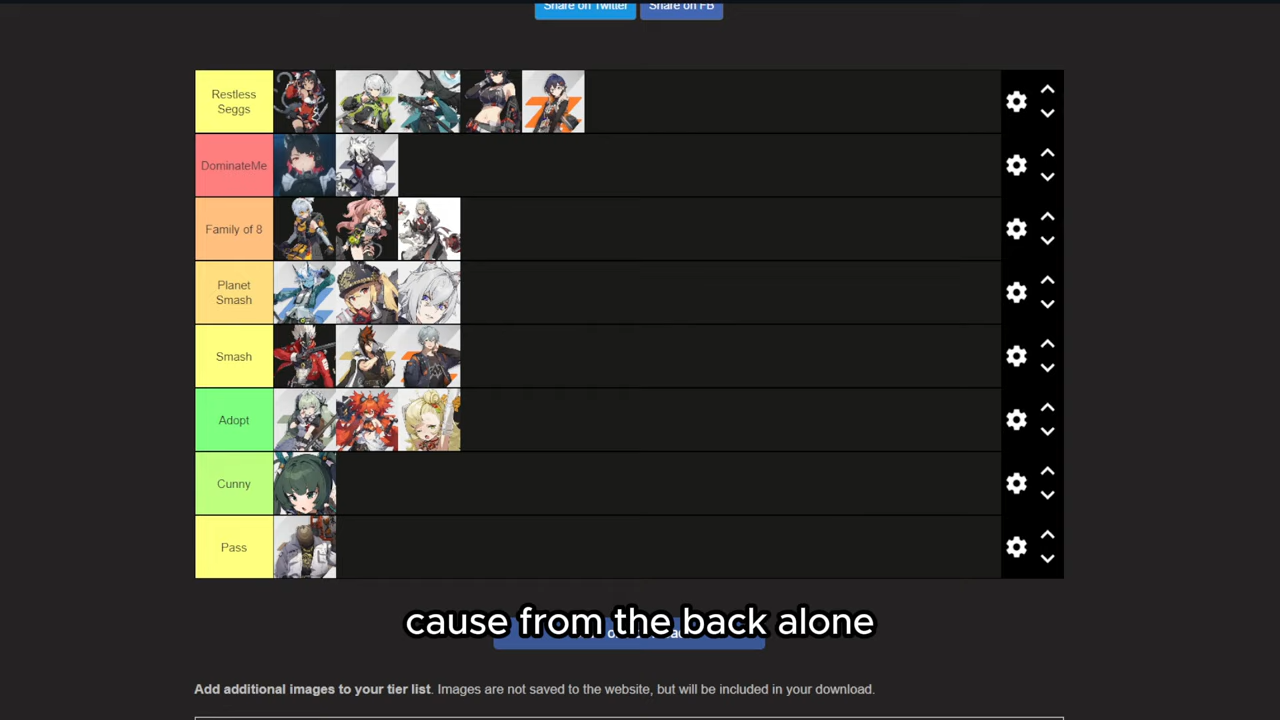 Share on Twitter
Share on FB
Restless
Seggs
DominateMe
Family of 8
Planet
Smash
Smash
Adopt
Cunny
Pass
cause from the back alone
Add additional images to your tier list. Images are not saved to the website, but will be included in your download.